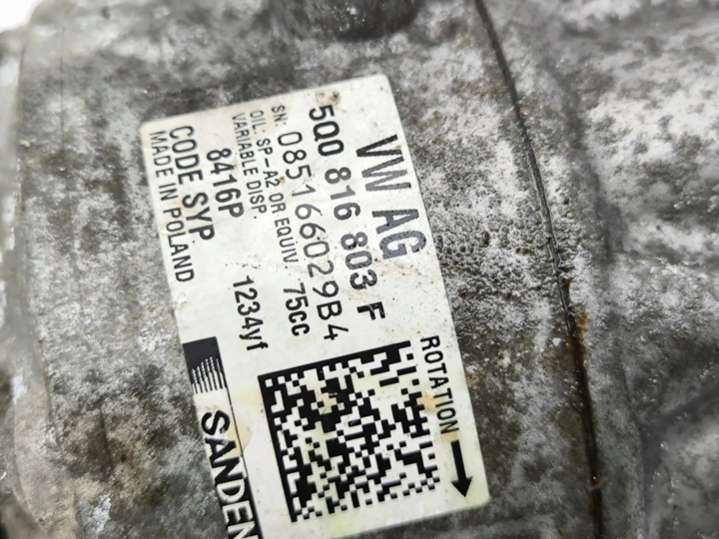 VW AG
5Q0 816 803 F
SN: 085166029B4
OIL: SP-A2 OR EQUIV 75cc
VARIABLE DISP.
8416P 1234yf
CODE SYP
MADE IN POLAND
ROTATION
SANDEN